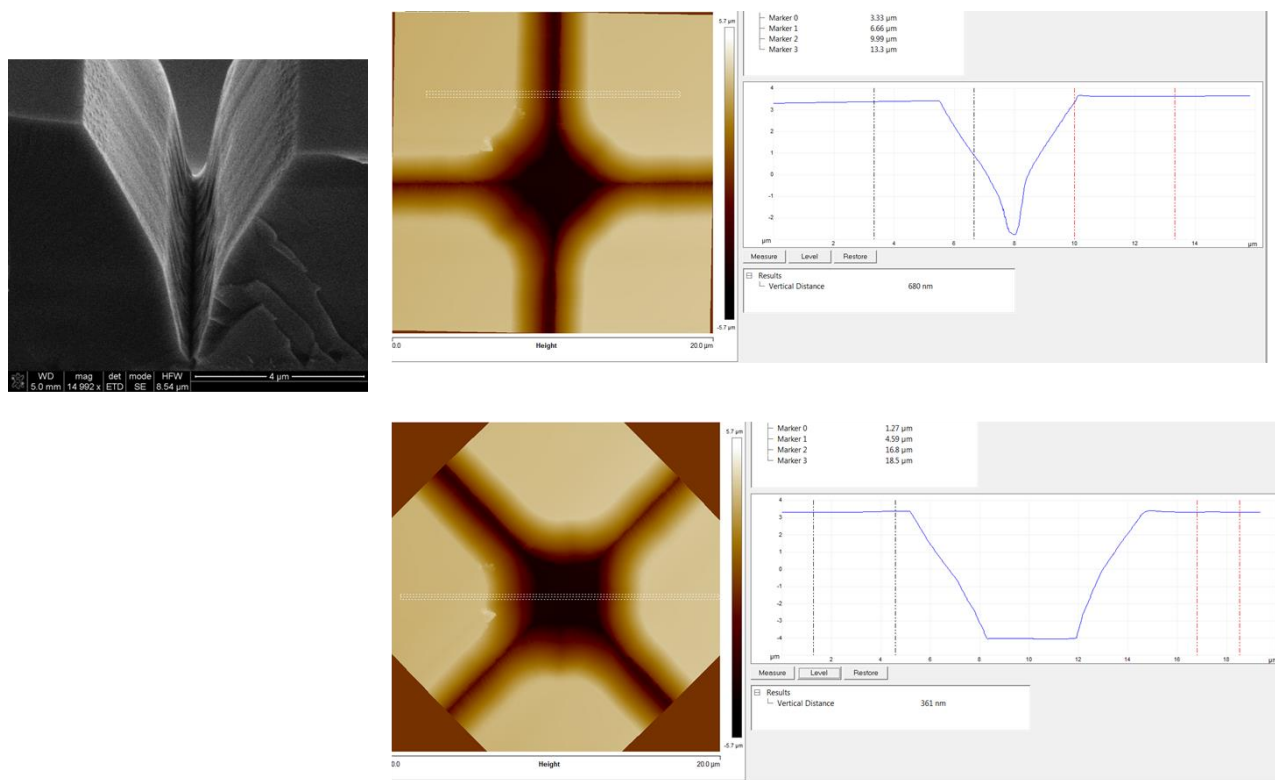 WD mag det mode HFW 4 µm
5.0 mm 14 992 x ETD SE 8.54 µm
5.7 µm
-5.7 µm
0.0 Height 20.0 µm
Marker 0 3.33 µm
Marker 1 6.66 µm
Marker 2 9.99 µm
Marker 3 13.3 µm
4
3
2
1
0
-1
-2
µm 2 4 6 8 10 12 14
Measure Level Restore
Results
Vertical Distance 680 nm
5.7 µm
-5.7 µm
0.0 Height 20.0 µm
Marker 0 1.27 µm
Marker 1 4.59 µm
Marker 2 16.8 µm
Marker 3 18.5 µm
4
3
2
1
0
-1
-2
-3
-4
µm 2 4 6 8 10 12 14 16 18 µm
Measure Level Restore
Results
Vertical Distance 361 nm